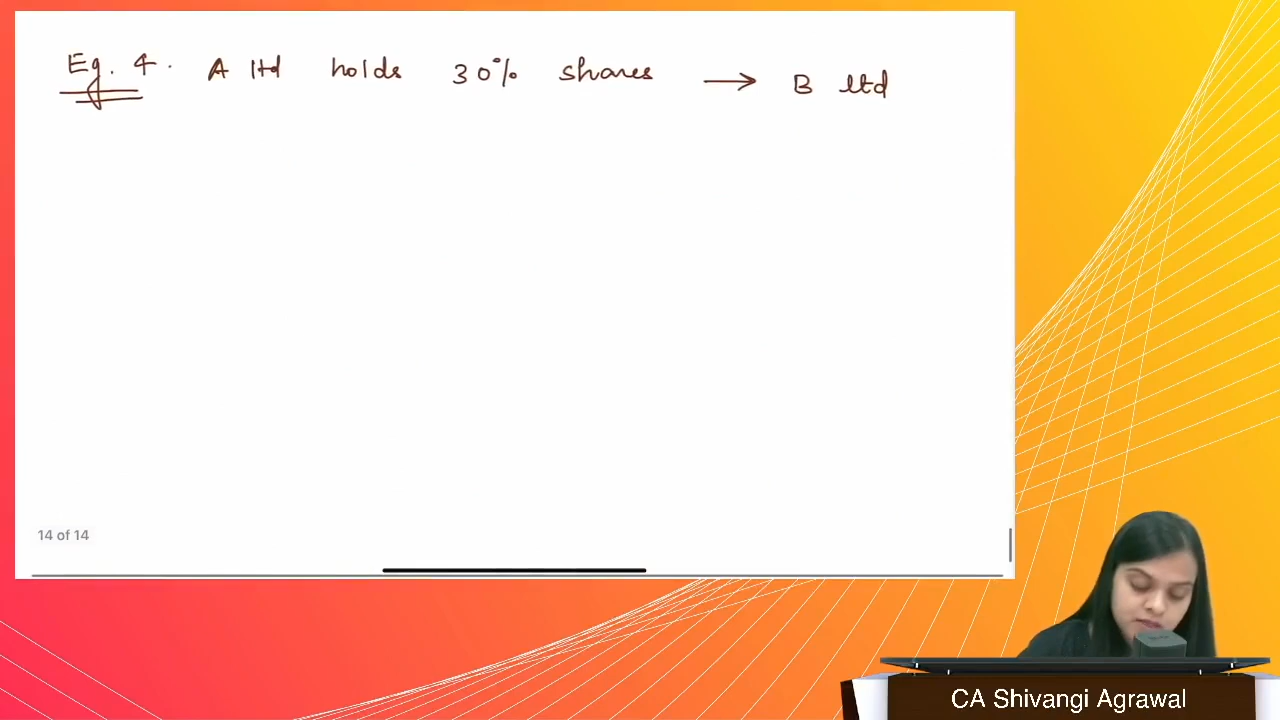 Eg. 4. A ltd holds 30% shares → B ltd
14 of 14
CA Shivangi Agrawal